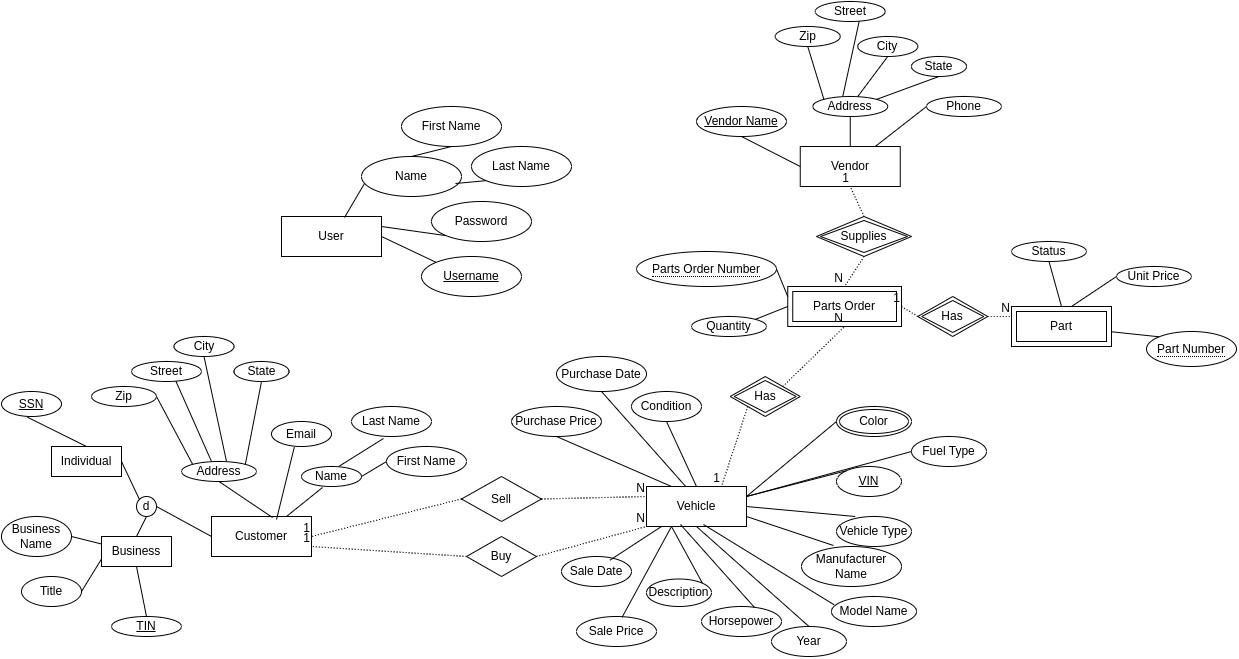 Street
Zip
City
State
Address
Phone
Vendor Name
First Name
Name
Last Name
Vendor
1
Password
User
Supplies
Username
Parts Order Number
N
Status
Unit Price
Parts Order
1
N
Quantity
Has
N
Part
Part Number
City
Street
State
Zip
SSN
Purchase Date
Has
Condition
Purchase Price
Color
Email
Last Name
First Name
Name
Individual
Address
Fuel Type
VIN
1
Sell
N
Vehicle
d
Business
Name
Business
Customer
1
1
N
Buy
Vehicle Type
Manufacturer
Name
Sale Date
Title
Description
TIN
Sale Price
Horsepower
Model Name
Year